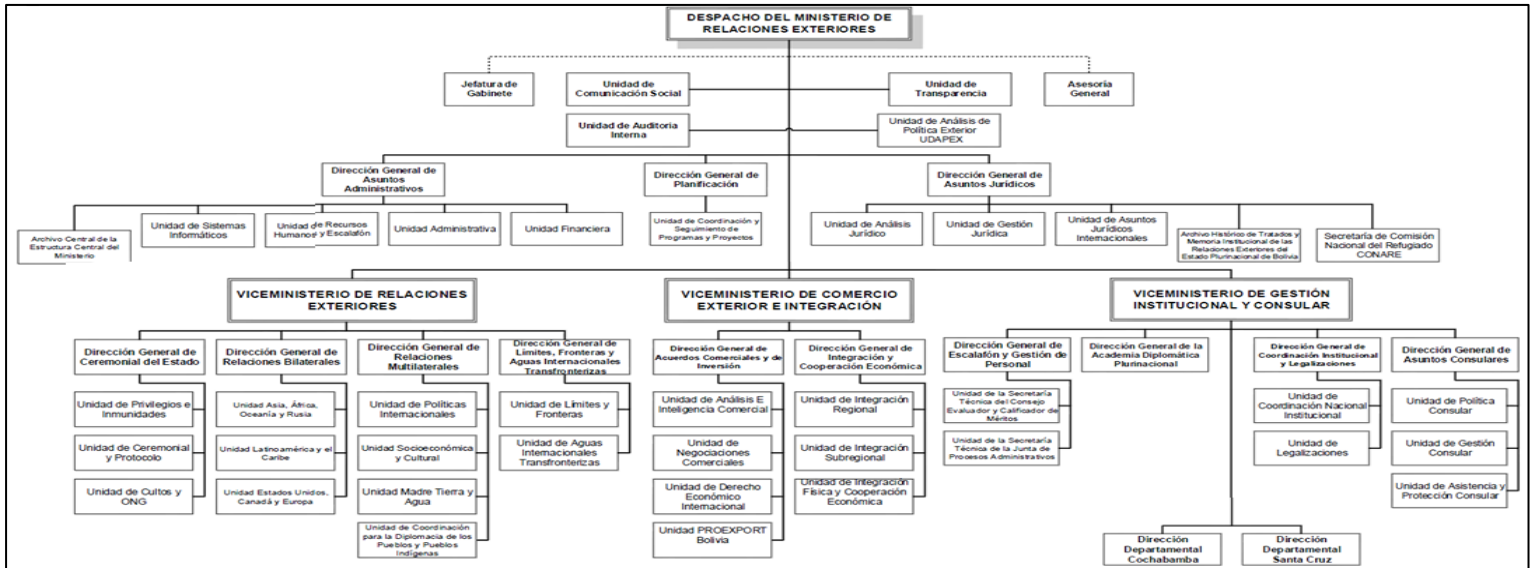 DESPACHO DEL MINISTERIO DE
RELACIONES EXTERIORES
Jefatura de
Gabinete
Unidad de
Comunicación Social
Unidad de
Transparencia
Asesoría
General
Unidad de Auditoria
Interna
Unidad de Análisis de
Política Exterior
UDAPEX
Dirección General de
Asuntos
Administrativos
Dirección General de
Planificación
Dirección General de
Asuntos Jurídicos
Archivo Central de la
Estructura Central del
Ministerio
Unidad de Sistemas
Informáticos
Unidad de Recursos
Humanos y Escalafón
Unidad Administrativa
Unidad Financiera
Unidad de Coordinación y
Seguimiento de
Programas y Proyectos
Unidad de Análisis
Jurídico
Unidad de Gestión
Jurídica
Unidad de Asuntos
Jurídicos
Internacionales
Archivo Histórico de Tratados y
Memoria Institucional de las
Relaciones Exteriores del
Estado Plurinacional de Bolivia
Secretaría de Comisión
Nacional del Refugiado
CONARE
VICEMINISTERIO DE RELACIONES
EXTERIORES
VICEMINISTERIO DE COMERCIO
EXTERIOR E INTEGRACIÓN
VICEMINISTERIO DE GESTIÓN
INSTITUCIONAL Y CONSULAR
Dirección General de
Ceremonial del Estado
Dirección General de
Relaciones Bilaterales
Dirección General de
Relaciones
Multilaterales
Dirección General de
Límites, Fronteras y
Aguas Internacionales
Transfronterizas
Dirección General de
Acuerdos Comerciales y de
Inversión
Dirección General de
Integración y
Cooperación Económica
Dirección General de
Escalafón y Gestión de
Personal
Dirección General de la
Academia Diplomática
Plurinacional
Dirección General de
Coordinación Institucional
y Legalizaciones
Dirección General de
Asuntos Consulares
Unidad de Privilegios e
Inmunidades
Unidad de Ceremonial
y Protocolo
Unidad de Cultos y
ONG
Unidad Asia, África,
Oceanía y Rusia
Unidad Latinoamérica y el
Caribe
Unidad Estados Unidos,
Canadá y Europa
Unidad de Políticas
Internacionales
Unidad Socioeconómica
y Cultural
Unidad Madre Tierra y
Agua
Unidad de Coordinación
para la Diplomacia de los
Pueblos y Pueblos
Indígenas
Unidad de Límites y
Fronteras
Unidad de Aguas
Internacionales
Transfronterizas
Unidad de Análisis E
Inteligencia Comercial
Unidad de
Negociaciones
Comerciales
Unidad de Derecho
Económico
Internacional
Unidad PROEXPORT
Bolivia
Unidad de Integración
Regional
Unidad de Integración
Subregional
Unidad de Integración
Física y Cooperación
Económica
Unidad de la Secretaría
Técnica del Consejo
Evaluador y Calificador de
Méritos
Unidad de la Secretaría
Técnica de la Junta de
Procesos Administrativos
Unidad de
Coordinación Nacional
Institucional
Unidad de
Legalizaciones
Unidad de Política
Consular
Unidad de Gestión
Consular
Unidad de Asistencia y
Protección Consular
Dirección
Departamental
Cochabamba
Dirección
Departamental
Santa Cruz